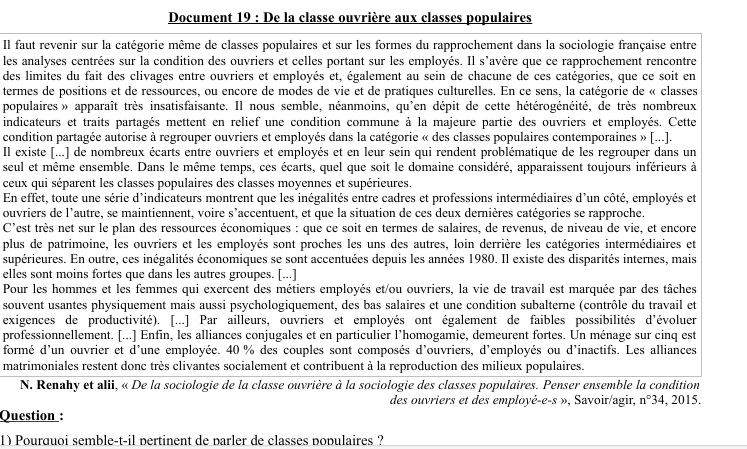 Document 19 : De la classe ouvrière aux classes populaires
Il faut revenir sur la catégorie même de classes populaires et sur les formes du rapprochement dans la sociologie française entre
les analyses centrées sur la condition des ouvriers et celles portant sur les employés. Il s'avère que ce rapprochement rencontre
des limites du fait des clivages entre ouvriers et employés et, également au sein de chacune de ces catégories, que ce soit en
termes de positions et de ressources, ou encore de modes de vie et de pratiques culturelles. En ce sens, la catégorie de « classes
populaires » apparaît très insatisfaisante. Il nous semble, néanmoins, qu'en dépit de cette hétérogénéité, de très nombreux
indicateurs et traits partagés mettent en relief une condition commune à la majeure partie des ouvriers et employés. Cette
condition partagée autorise à regrouper ouvriers et employés dans la catégorie « des classes populaires contemporaines » [...].
Il existe [...] de nombreux écarts entre ouvriers et employés et en leur sein qui rendent problématique de les regrouper dans un
seul et même ensemble. Dans le même temps, ces écarts, quel que soit le domaine considéré, apparaissent toujours inférieurs à
ceux qui séparent les classes populaires des classes moyennes et supérieures.
En effet, toute une série d'indicateurs montrent que les inégalités entre cadres et professions intermédiaires d'un côté, employés et
ouvriers de l'autre, se maintiennent, voire s'accentuent, et que la situation de ces deux dernières catégories se rapproche.
C'est très net sur le plan des ressources économiques : que ce soit en termes de salaires, de revenus, de niveau de vie, et encore
plus de patrimoine, les ouvriers et les employés sont proches les uns des autres, loin derrière les catégories intermédiaires et
supérieures. En outre, ces inégalités économiques se sont accentuées depuis les années 1980. Il existe des disparités internes, mais
elles sont moins fortes que dans les autres groupes. [...]
Pour les hommes et les femmes qui exercent des métiers employés et/ou ouvriers, la vie de travail est marquée par des tâches
souvent usantes physiquement mais aussi psychologiquement, des bas salaires et une condition subalterne (contrôle du travail et
exigences de productivité). [...] Par ailleurs, ouvriers et employés ont également de faibles possibilités d'évoluer
professionnellement. [...] Enfin, les alliances conjugales et en particulier l'homogamie, demeurent fortes. Un ménage sur cinq est
formé d'un ouvrier et d'une employée. 40 % des couples sont composés d'ouvriers, d'employés ou d'inactifs. Les alliances
matrimoniales restent donc très clivantes socialement et contribuent à la reproduction des milieux populaires.
N. Renahy et alii, « De la sociologie de la classe ouvrière à la sociologie des classes populaires. Penser ensemble la condition
des ouvriers et des employé-e-s », Savoir/agir, n°34, 2015.
Question :
1) Pourquoi semble-t-il pertinent de parler de classes populaires ?